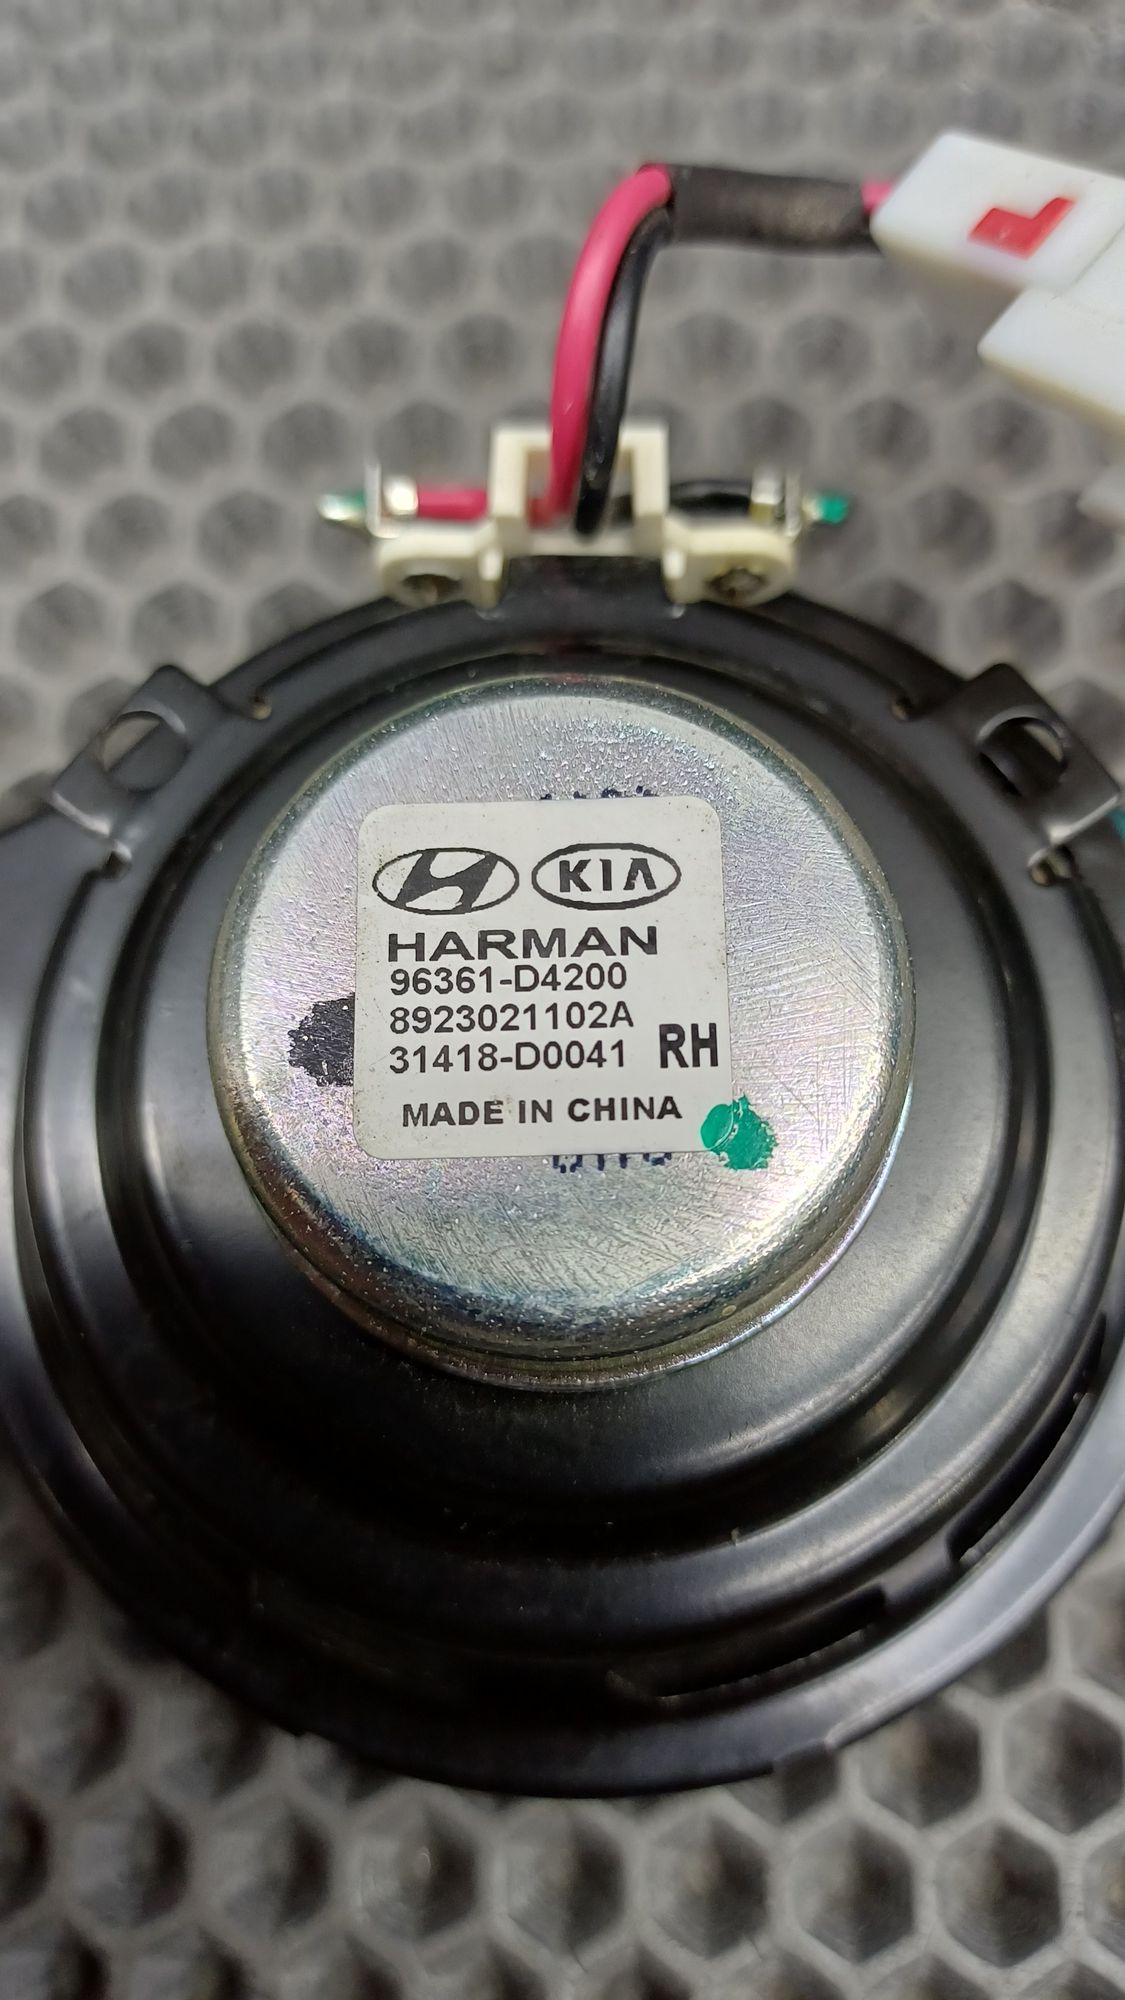 KIA
HARMAN
96361-D4200
8923021102A
31418-D0041 RH
MADE IN CHINA